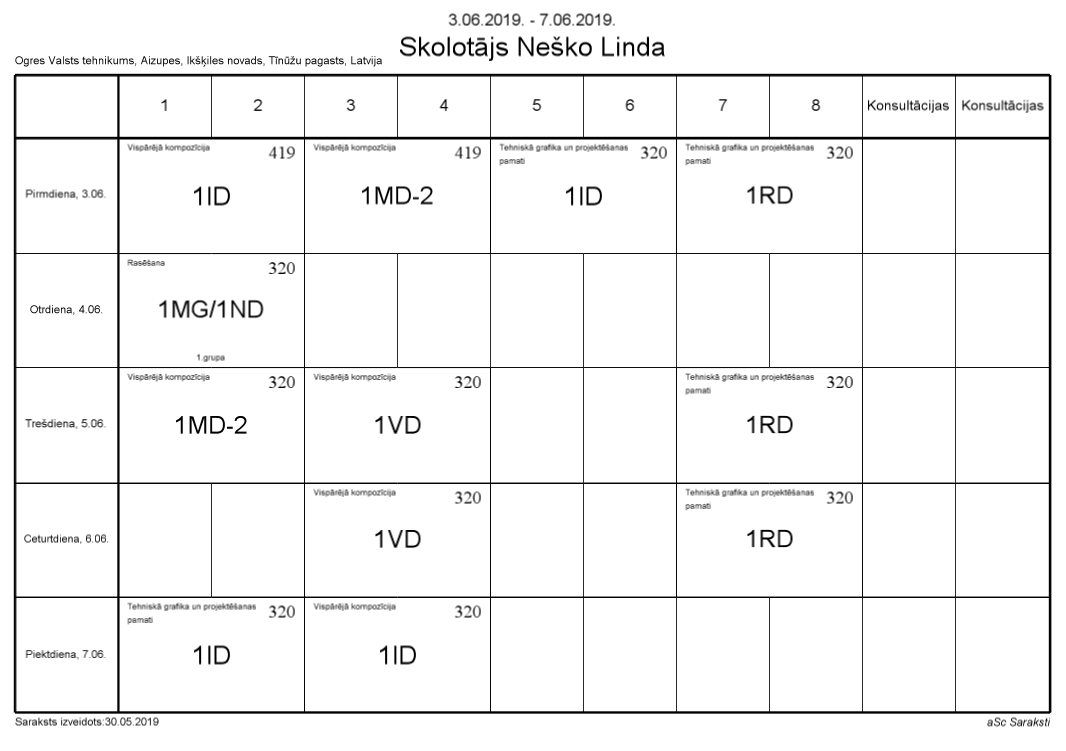 3.06.2019. - 7.06.2019.
Skolotājs Neško Linda
Ogres Valsts tehnikums, Aizupes, Ikšķiles novads, Tīnūžu pagasts, Latvija
1 2 3 4 5 6 7 8 Konsultācijas Konsultācijas
Pirmdiena, 3.06.
Vispārējā kompozīcija 419
1ID
Vispārējā kompozīcija 419
1MD-2
Tehniskā grafika un projektēšanas 320
pamati
1ID
Tehniskā grafika un projektēšanas 320
pamati
1RD
Otrdiena, 4.06.
Rasēšana 320
1MG/1ND
1.grupa
Trešdiena, 5.06.
Vispārējā kompozīcija 320
1MD-2
Vispārējā kompozīcija 320
1VD
Tehniskā grafika un projektēšanas 320
pamati
1RD
Ceturtdiena, 6.06.
Vispārējā kompozīcija 320
1VD
Tehniskā grafika un projektēšanas 320
pamati
1RD
Piektdiena, 7.06.
Tehniskā grafika un projektēšanas 320
pamati
1ID
Vispārējā kompozīcija 320
1ID
Saraksts izveidots:30.05.2019
aSc Saraksti